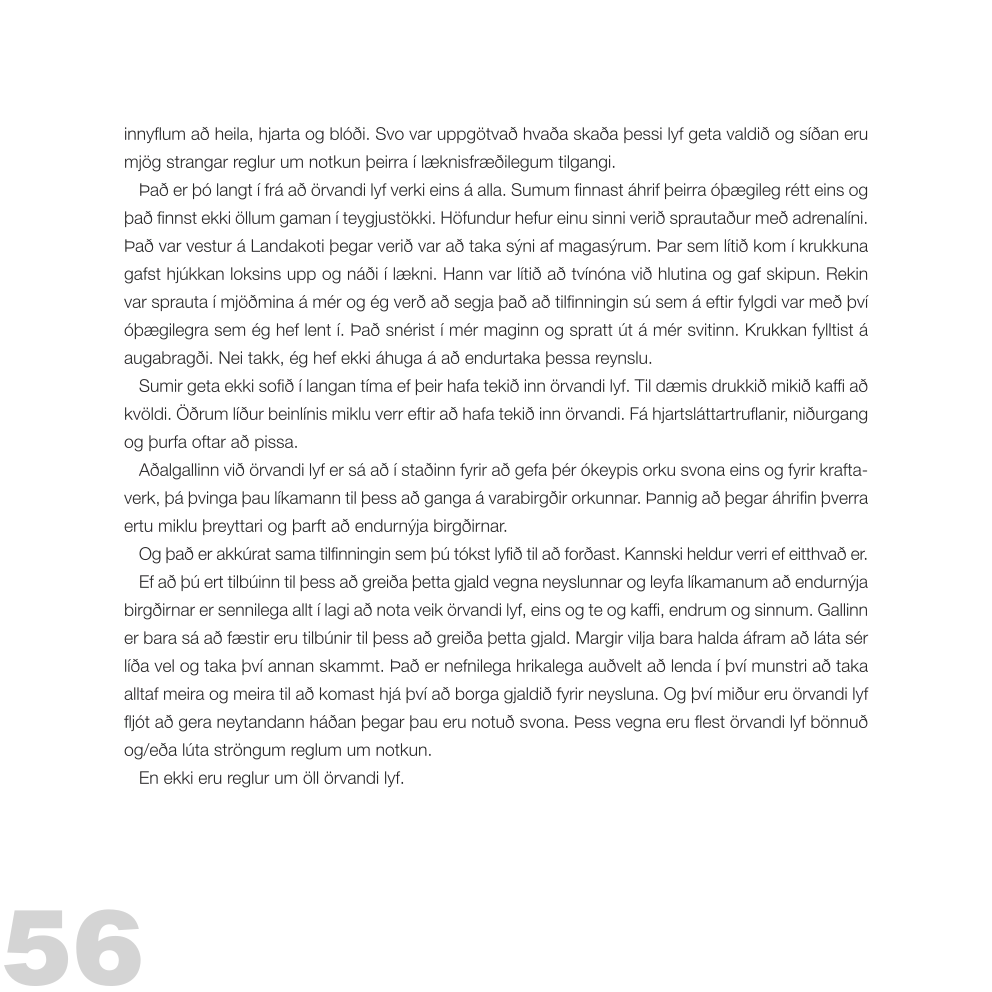 innyflum að heila, hjarta og blóði. Svo var uppgötvað hvaða skaða þessi lyf geta valdið og síðan eru
mjög strangar reglur um notkun þeirra í læknisfræðilegum tilgangi.
Það er þó langt í frá að örvandi lyf verki eins á alla. Sumum finnast áhrif þeirra óþægileg rétt eins og
það finnst ekki öllum gaman í teygjustökki. Höfundur hefur einu sinni verið sprautaður með adrenalíni.
Það var vestur á Landakoti þegar verið var að taka sýni af magasýrum. Þar sem lítið kom í krukkuna
gafst hjúkkan loksins upp og náði í lækni. Hann var lítið að tvínóna við hlutina og gaf skipun. Rekin
var sprauta í mjöðmina á mér og ég verð að segja það að tilfinningin sú sem á eftir fylgdi var með því
óþægilegra sem ég hef lent í. Það snérist í mér maginn og spratt út á mér svitinn. Krukkan fylltist á
augabragði. Nei takk, ég hef ekki áhuga á að endurtaka þessa reynslu.
Sumir geta ekki sofið í langan tíma ef þeir hafa tekið inn örvandi lyf. Til dæmis drukkið mikið kaffi að
kvöldi. Öðrum líður beinlínis miklu verr eftir að hafa tekið inn örvandi. Fá hjartsláttartruflanir, niðurgang
og þurfa oftar að pissa.
Aðalgallinn við örvandi lyf er sá að í staðinn fyrir að gefa þér ókeypis orku svona eins og fyrir krafta-
verk, þá þvinga þau líkamann til þess að ganga á varabirgðir orkunnar. Þannig að þegar áhrifin þverra
ertu miklu þreyttari og þarft að endurnýja birgðirnar.
Og það er akkúrat sama tilfinningin sem þú tókst lyfið til að forðast. Kannski heldur verri ef eitthvað er.
Ef að þú ert tilbúinn til þess að greiða þetta gjald vegna neyslunnar og leyfa líkamanum að endurnýja
birgðirnar er sennilega allt í lagi að nota veik örvandi lyf, eins og te og kaffi, endrum og sinnum. Gallinn
er bara sá að fæstir eru tilbúnir til þess að greiða þetta gjald. Margir vilja bara halda áfram að láta sér
líða vel og taka því annan skammt. Það er nefnilega hrikalega auðvelt að lenda í því munstri að taka
alltaf meira og meira til að komast hjá því að borga gjaldið fyrir neysluna. Og því miður eru örvandi lyf
fljót að gera neytandann háðan þegar þau eru notuð svona. Þess vegna eru flest örvandi lyf bönnuð
og/eða lúta ströngum reglum um notkun.
En ekki eru reglur um öll örvandi lyf.
56